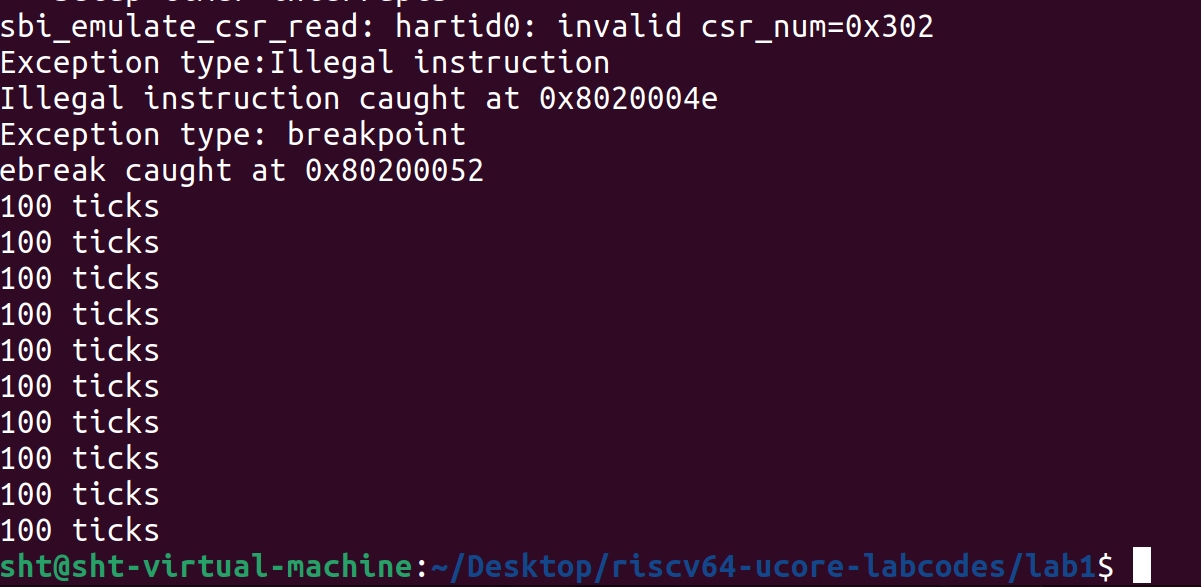 sbi_emulate_csr_read: hartid0: invalid csr_num=0x302
Exception type:Illegal instruction
Illegal instruction caught at 0x8020004e
Exception type: breakpoint
ebreak caught at 0x80200052
100 ticks
100 ticks
100 ticks
100 ticks
100 ticks
100 ticks
100 ticks
100 ticks
100 ticks
100 ticks
sht@sht-virtual-machine:~/Desktop/riscv64-ucore-labcodes/lab1$